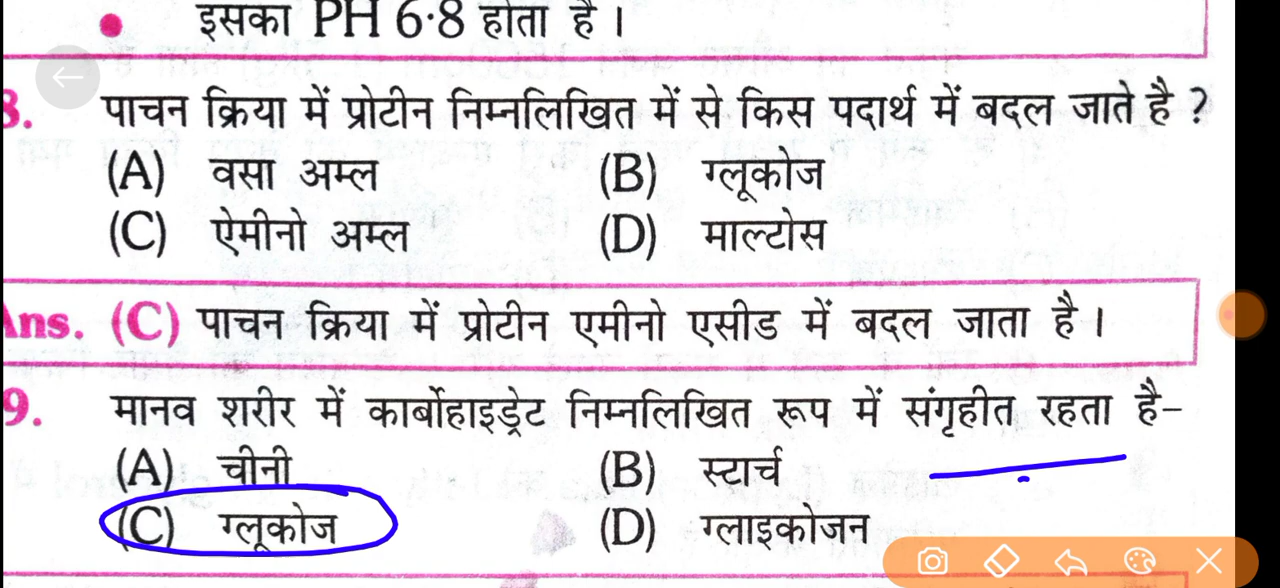 इसका PH 6·8 होता है ।
8. पाचन क्रिया में प्रोटीन निम्नलिखित में से किस पदार्थ में बदल जाते है ?
(A) वसा अम्ल (B) ग्लूकोज
(C) ऐमीनो अम्ल (D) माल्टोस
Ans. (C) पाचन क्रिया में प्रोटीन एमीनो एसीड में बदल जाता है ।
9. मानव शरीर में कार्बोहाइड्रेट निम्नलिखित रूप में संगृहीत रहता है–
(A) चीनी (B) स्टार्च
(C) ग्लूकोज (D) ग्लाइकोजन